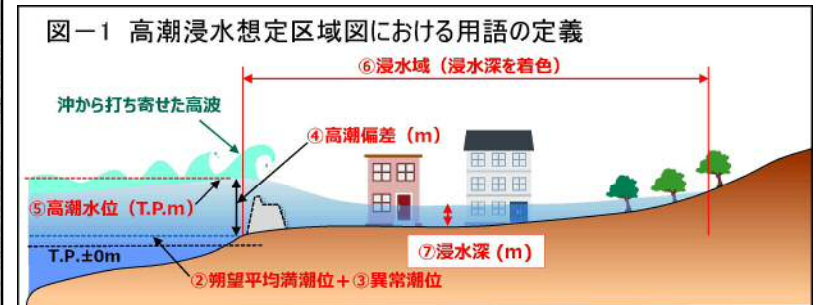 図－1 高潮浸水想定区域図における用語の定義
⑥浸水域（浸水深を着色）
沖から打ち寄せた高波
④高潮偏差（m）
⑤高潮水位（T.P.m）
T.P.±0m
⑦浸水深 (m)
②朔望平均満潮位＋③異常潮位